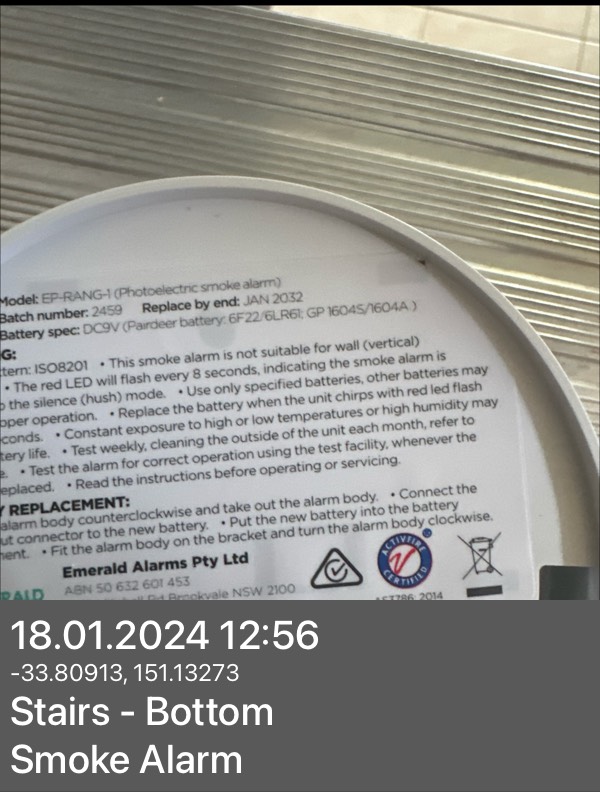 Model: EP-RANG-1 (Photoelectric smoke alarm)
Batch number: 2459 Replace by end: JAN 2032
Battery spec: DC9V (Pairdeer battery: 6F22/6LR61; GP 1604S/1604A )
G:
tern: ISO8201 • This smoke alarm is not suitable for wall (vertical)
• The red LED will flash every 8 seconds, indicating the smoke alarm is
the silence (hush) mode. • Use only specified batteries, other batteries may
per operation. • Replace the battery when the unit chirps with red led flash
conds. • Constant exposure to high or low temperatures or high humidity may
tery life. • Test weekly, cleaning the outside of the unit each month, refer to
• Test the alarm for correct operation using the test facility, whenever the
eplaced. • Read the instructions before operating or servicing.
Y REPLACEMENT:
alarm body counterclockwise and take out the alarm body. • Connect the
ut connector to the new battery. • Put the new battery into the battery
ment. • Fit the alarm body on the bracket and turn the alarm body clockwise.
Emerald Alarms Pty Ltd
ABN 50 632 601 453
Rd Brookvale NSW 2100
RALD
ACTIVFIRE
CERTIFIED
AS3786: 2014
18.01.2024 12:56
-33.80913, 151.13273
Stairs - Bottom
Smoke Alarm